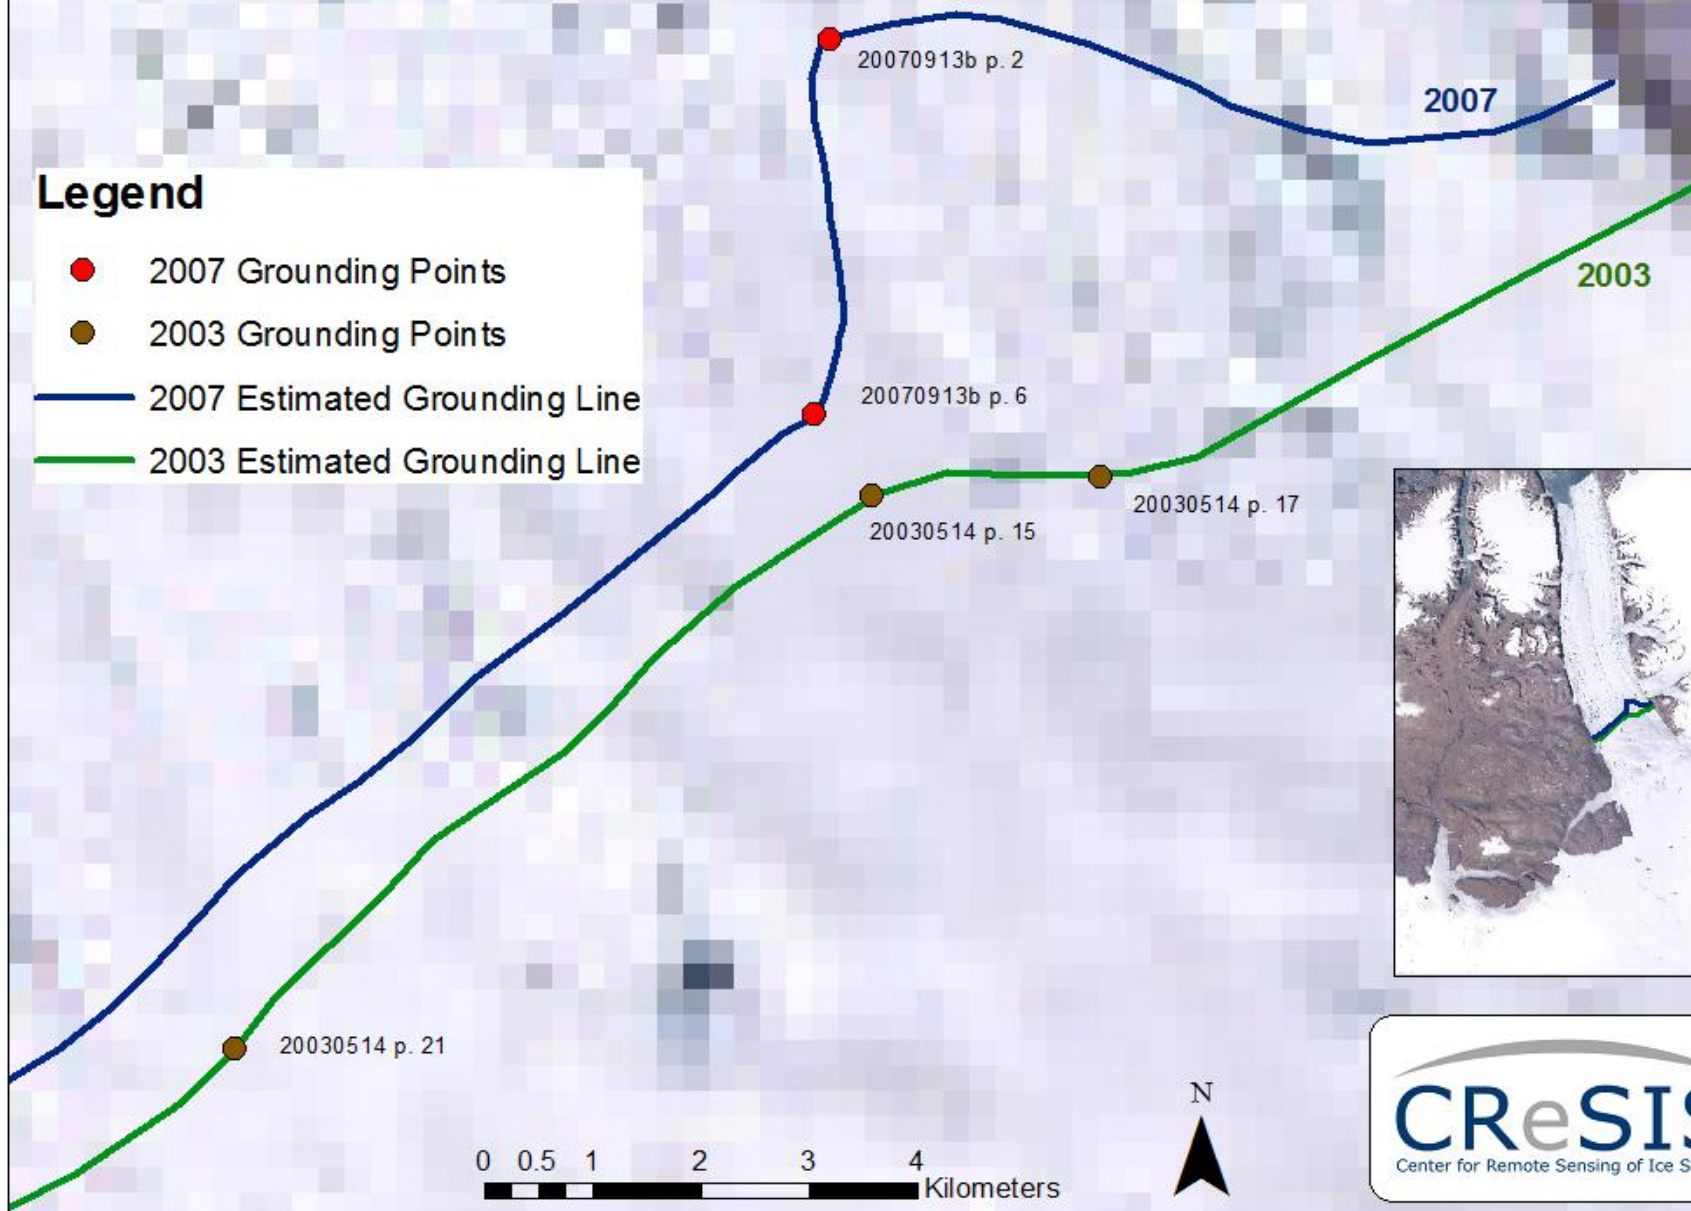 20070913b p. 2
2007
Legend
2007 Grounding Points
2003 Grounding Points
2007 Estimated Grounding Line
2003 Estimated Grounding Line
2003
20070913b p. 6
20030514 p. 15
20030514 p. 17
20030514 p. 21
N
0 0.5 1 2 3 4
Kilometers
CReSIS
Center for Remote Sensing of Ice S